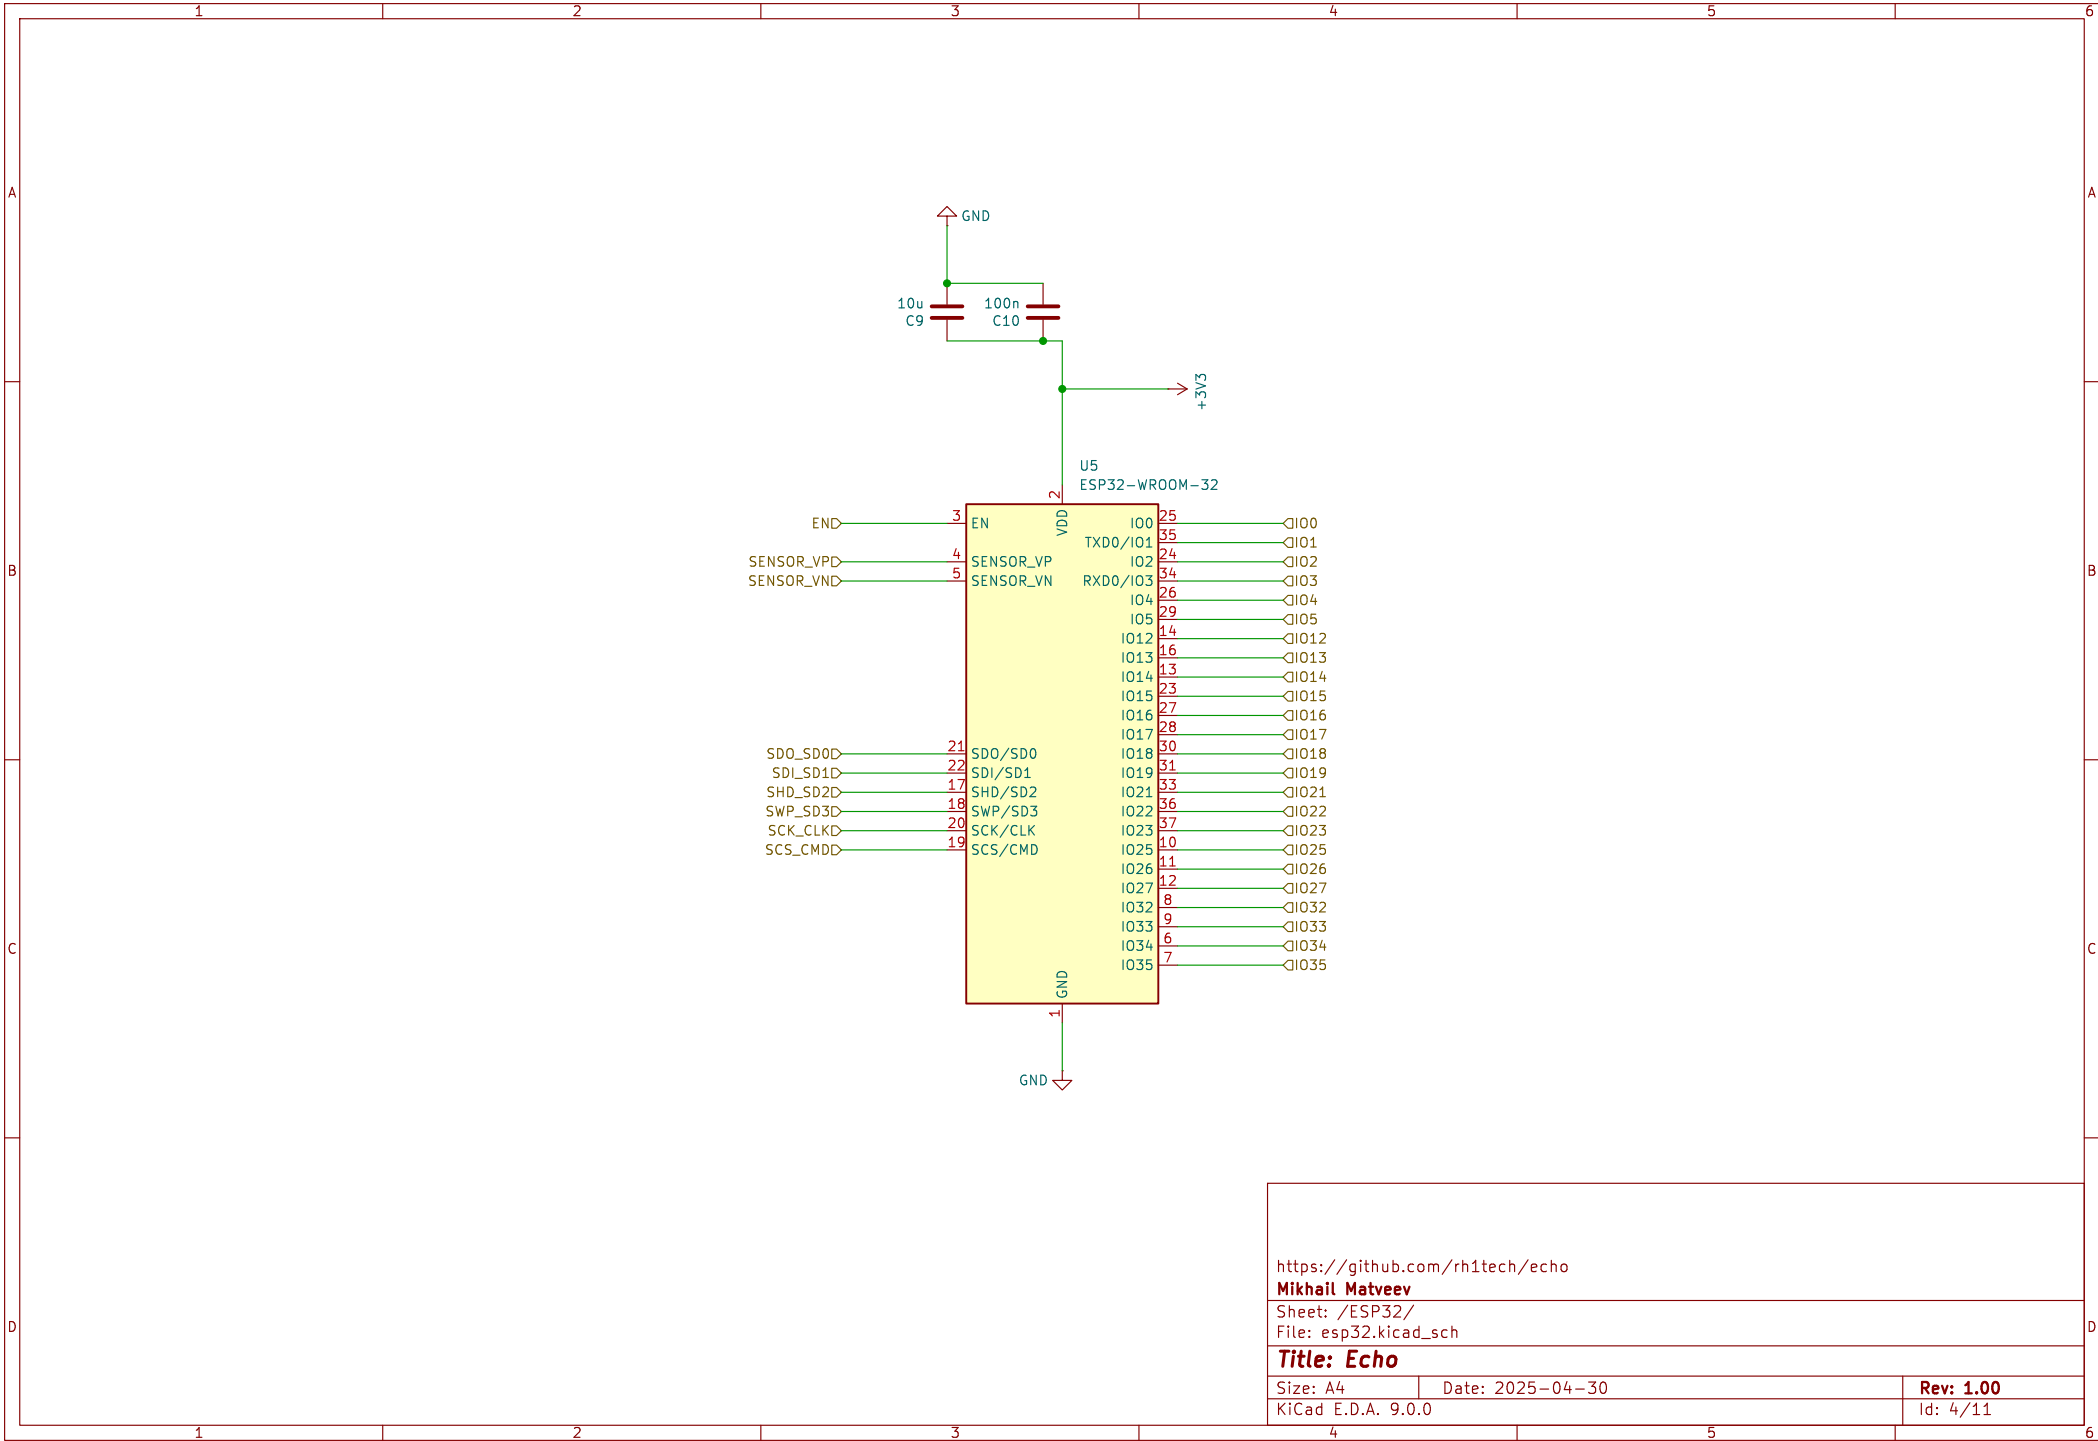 1 2 3 4 5 6
A A
GND
10u 100n
C9 C10
+3V3
U5
ESP32-WROOM-32
2
VDD
EN 3 EN IO0 25 IO0
TXD0/IO1 35 IO1
SENSOR_VP 4 SENSOR_VP IO2 24 IO2
SENSOR_VN 5 SENSOR_VN RXD0/IO3 34 IO3
B B
IO4 26 IO4
IO5 29 IO5
IO12 14 IO12
IO13 16 IO13
IO14 13 IO14
IO15 23 IO15
IO16 27 IO16
IO17 28 IO17
SDO_SD0 21 SDO/SD0 IO18 30 IO18
SDI_SD1 22 SDI/SD1 IO19 31 IO19
SHD_SD2 17 SHD/SD2 IO21 33 IO21
SWP_SD3 18 SWP/SD3 IO22 36 IO22
SCK_CLK 20 SCK/CLK IO23 37 IO23
SCS_CMD 19 SCS/CMD IO25 10 IO25
IO26 11 IO26
IO27 12 IO27
IO32 8 IO32
IO33 9 IO33
C C
IO34 6 IO34
IO35 7 IO35
GND
1
GND
https://github.com/rh1tech/echo
Mikhail Matveev
Sheet: /ESP32/
D D
File: esp32.kicad_sch
Title: Echo
Size: A4 Date: 2025-04-30 Rev: 1.00
KiCad E.D.A. 9.0.0 Id: 4/11
1 2 3 4 5 6